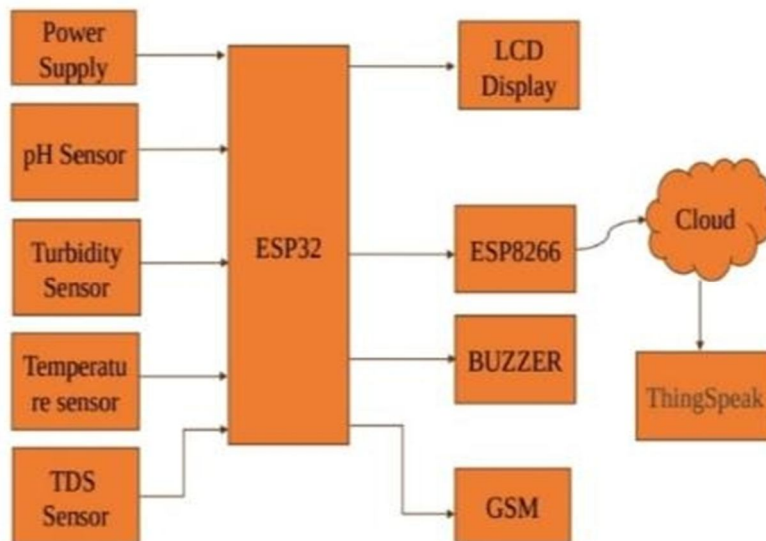 Power
Supply
pH Sensor
Turbidity
Sensor
Temperatu
re sensor
TDS
Sensor
ESP32
LCD
Display
ESP8266
BUZZER
GSM
Cloud
ThingSpeak